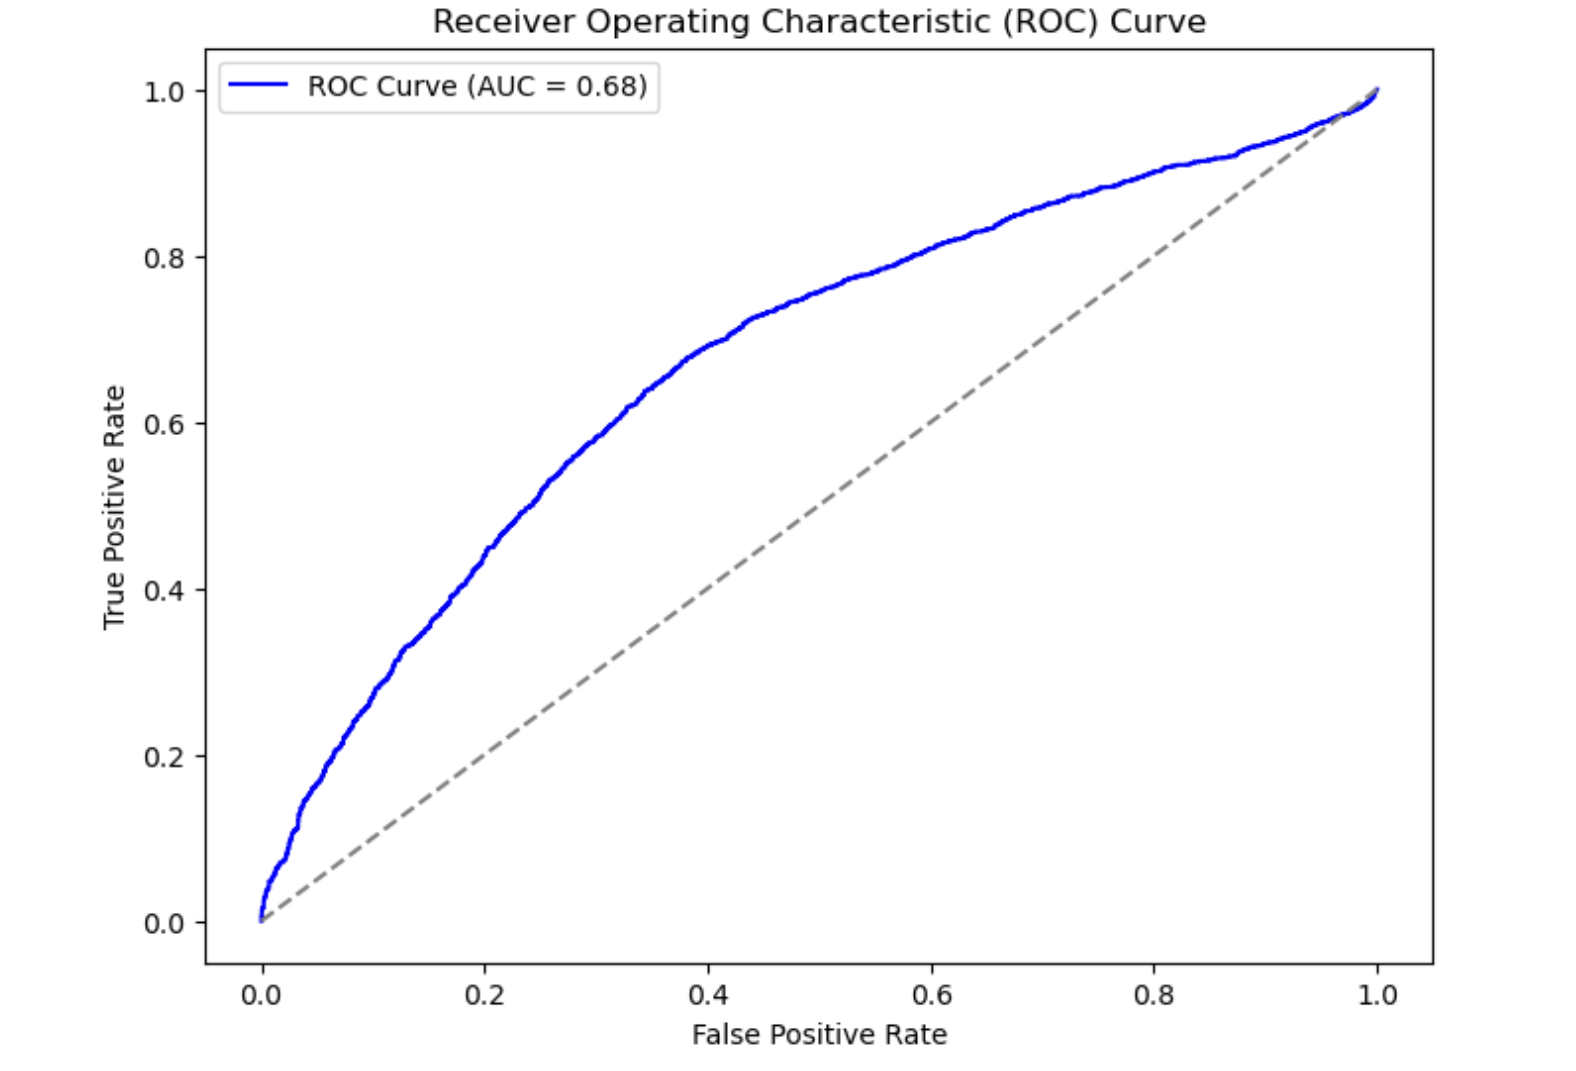 Receiver Operating Characteristic (ROC) Curve
ROC Curve (AUC = 0.68)
1.0
0.8
0.6
0.4
0.2
0.0
True Positive Rate
0.0 0.2 0.4 0.6 0.8 1.0
False Positive Rate